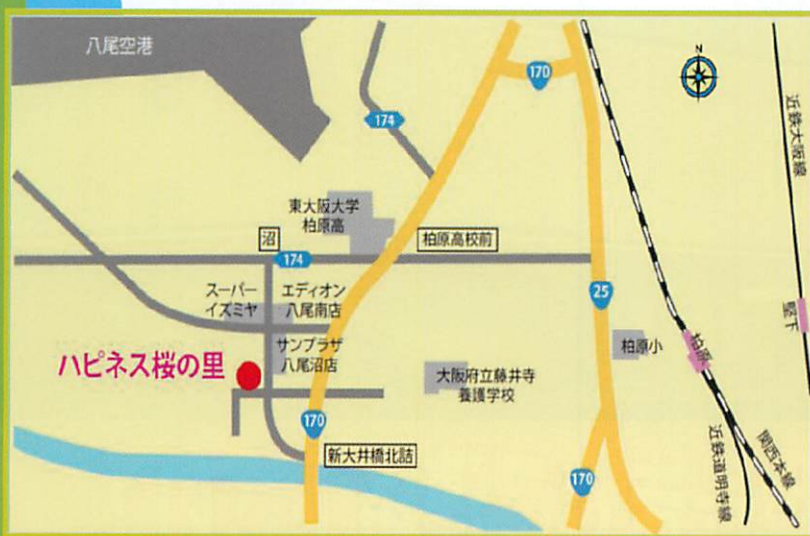 八尾空港
174
170
N
近鉄大阪線
東大阪大学
柏原高
沼
174
柏原高校前
スーパー
イズミヤ
エディオン
八尾南店
25
堅下
サンプラザ
八尾沼店
柏原小
柏原
ハピネス桜の里
大阪府立藤井寺
養護学校
170
新大井橋北詰
170
近鉄道明寺線
関西本線